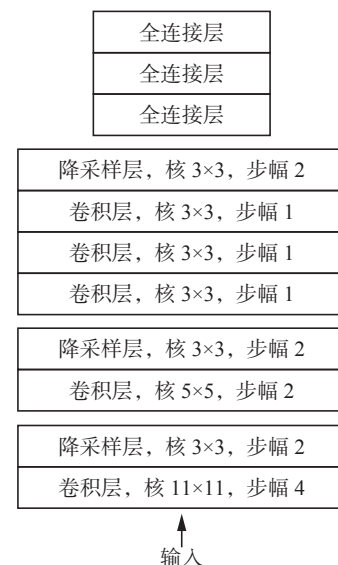 全连接层
全连接层
全连接层
降采样层，核 3×3，步幅 2
卷积层，核 3×3，步幅 1
卷积层，核 3×3，步幅 1
卷积层，核 3×3，步幅 1
降采样层，核 3×3，步幅 2
卷积层，核 5×5，步幅 2
降采样层，核 3×3，步幅 2
卷积层，核 11×11，步幅 4
输入